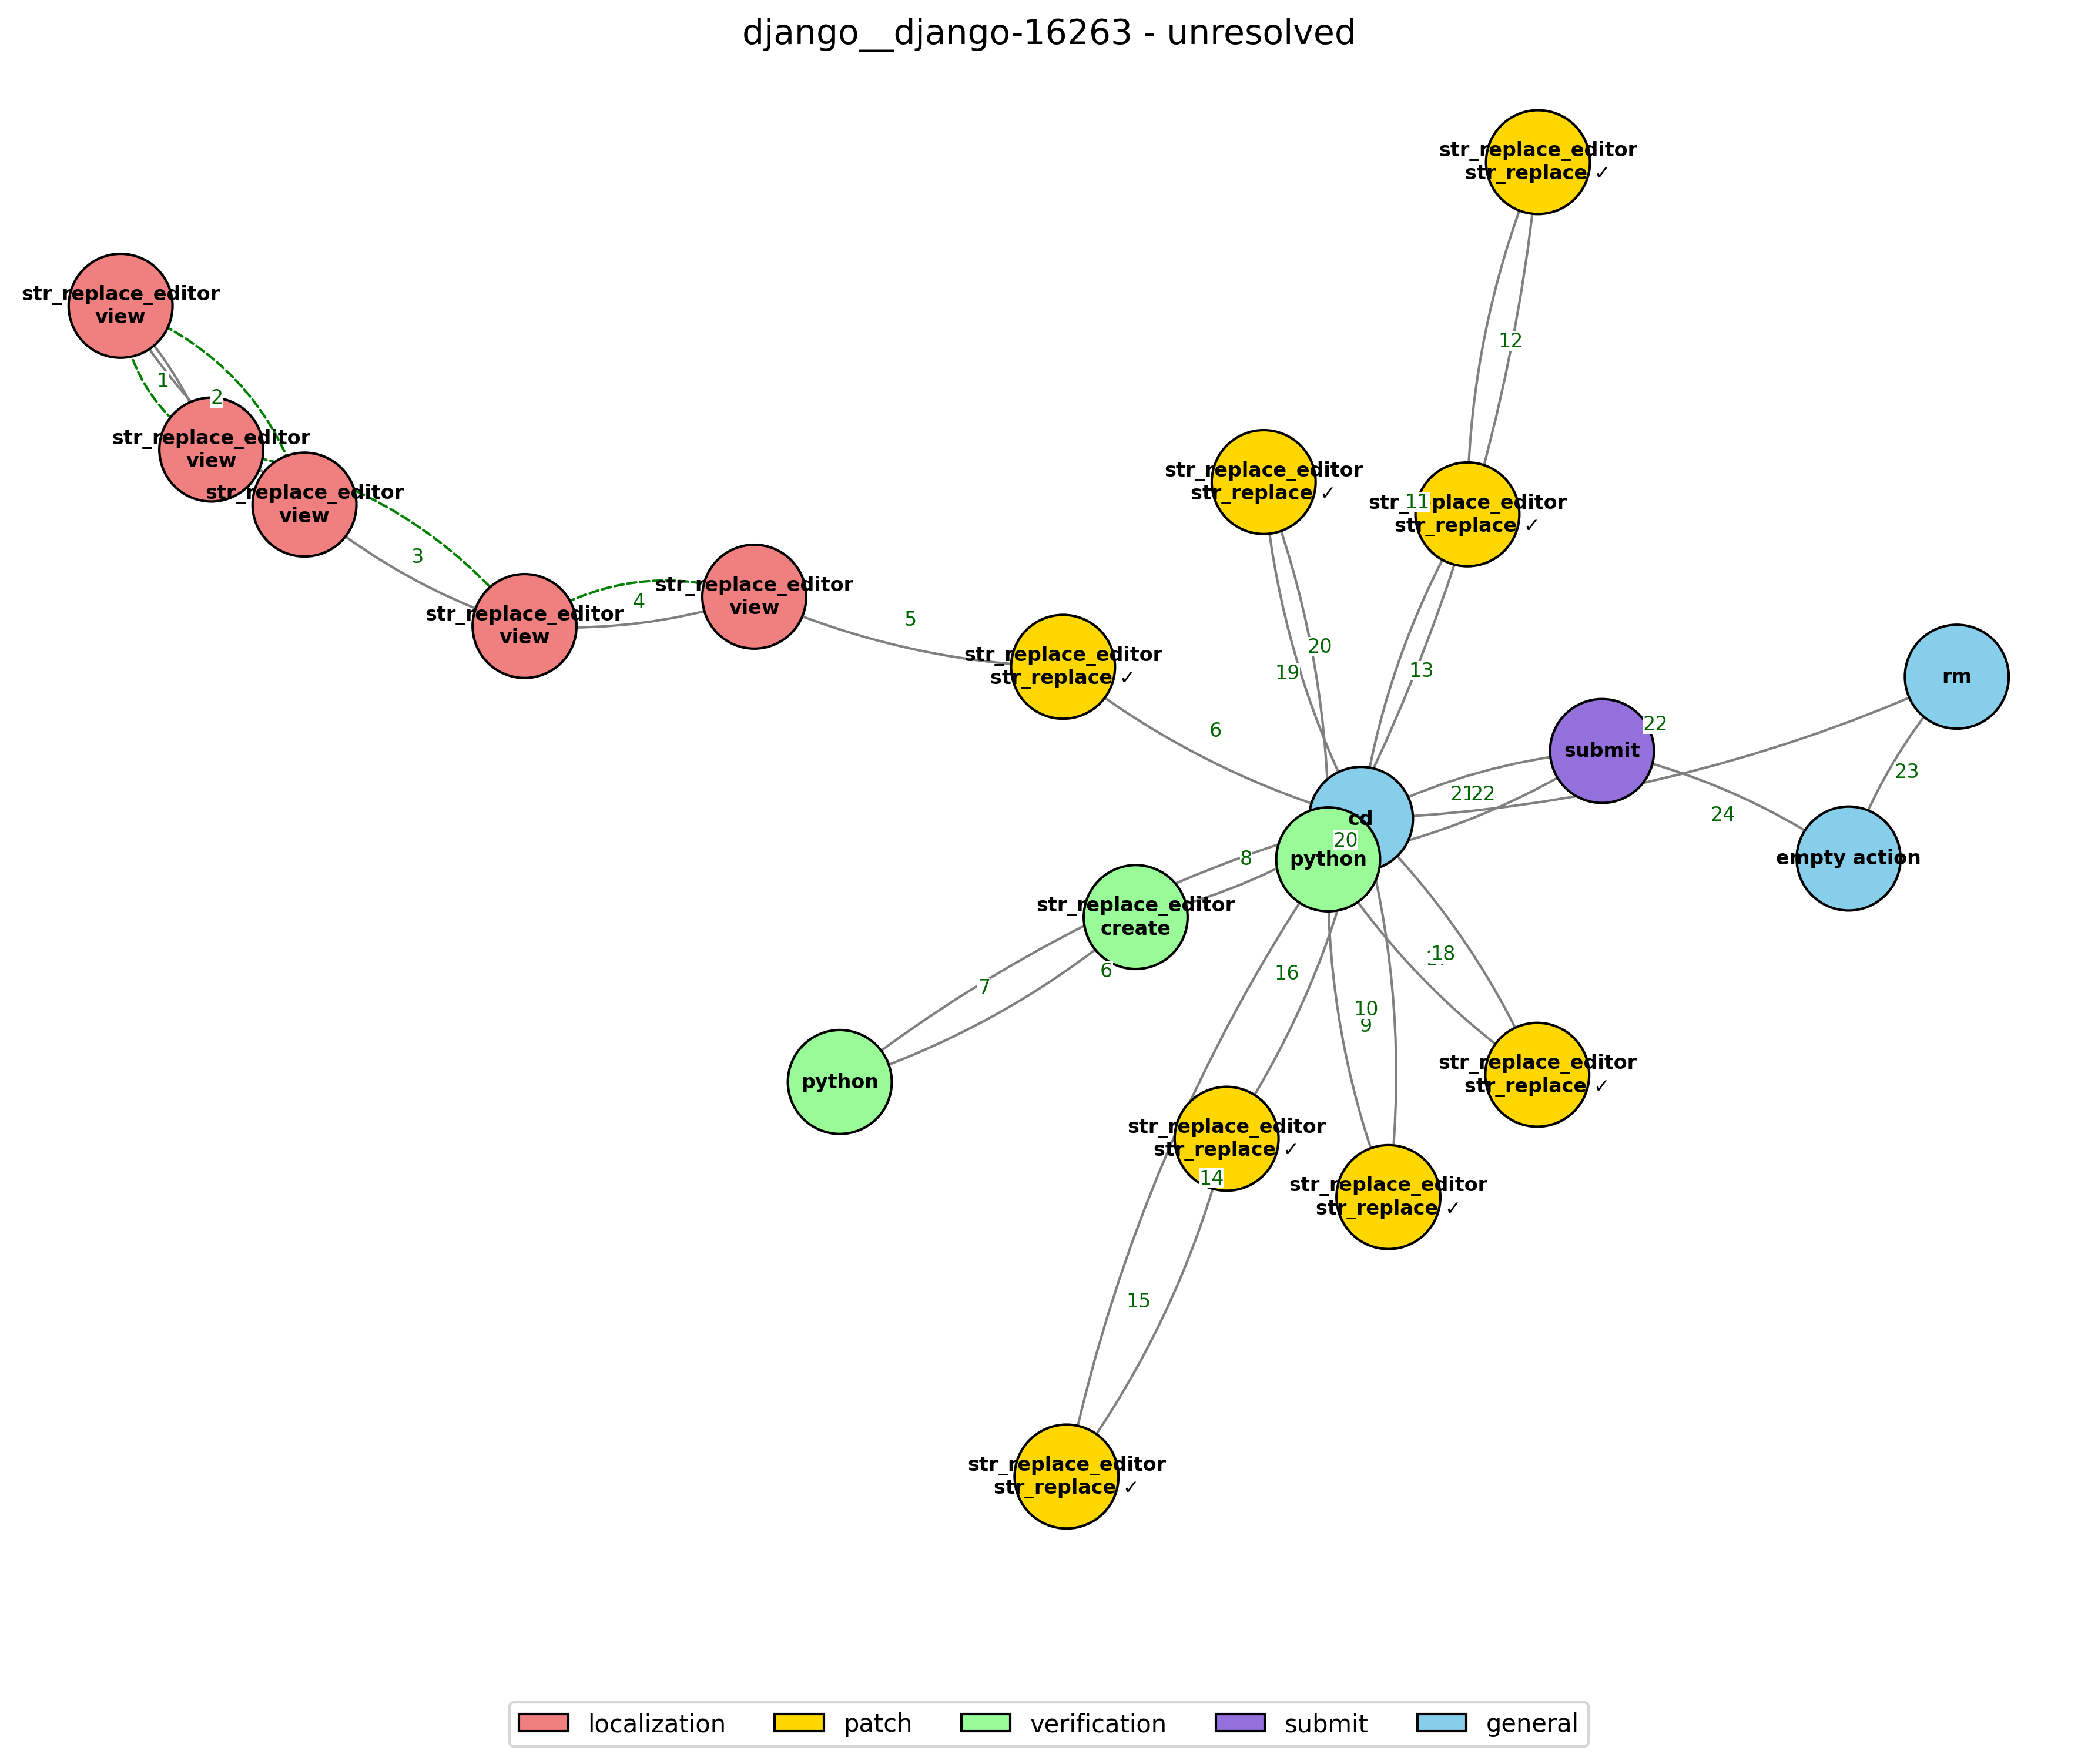 django__django-16263 - unresolved
str_replace_editor
str_replace ✓
str_replace_editor
view
12
1
2
str_replace_editor
view
str_replace_editor
str_replace ✓
str_replace_editor
view
11
str_replace_editor
str_replace ✓
3
str_replace_editor
view
4
str_replace_editor
view
5
20
19
13
str_replace_editor
str_replace ✓
rm
6
22
submit
23
21
22
24
cd
20
8
python
empty action
str_replace_editor
create
6
7
16
18
10
9
python
str_replace_editor
str_replace ✓
str_replace_editor
str_replace ✓
14
str_replace_editor
str_replace ✓
15
str_replace_editor
str_replace ✓
localization
patch
verification
submit
general